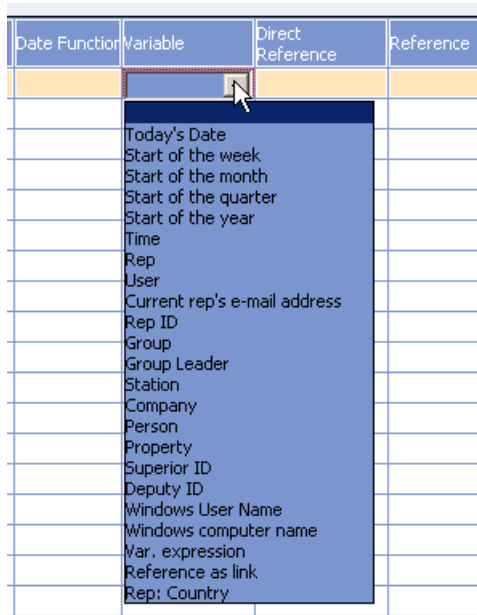 Date Function Variable Direct Reference Reference
Today's Date
Start of the week
Start of the month
Start of the quarter
Start of the year
Time
Rep
User
Current rep's e-mail address
Rep ID
Group
Group Leader
Station
Company
Person
Property
Superior ID
Deputy ID
Windows User Name
Windows computer name
Var. expression
Reference as link
Rep: Country